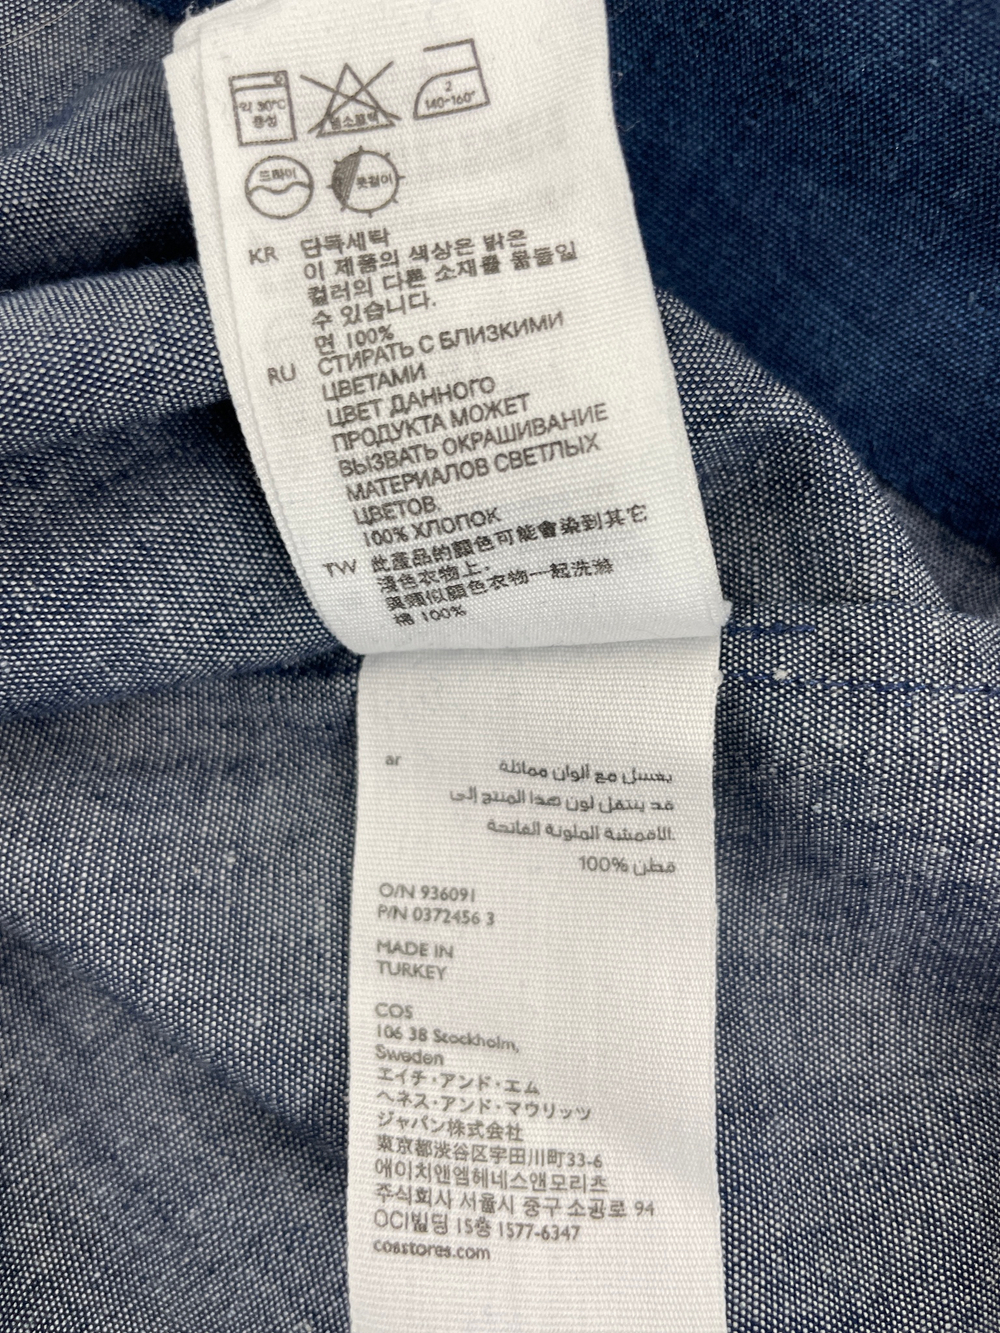 약 30°C
중성
염소표백
2
140-160°
드라이
옷걸이
KR 단독세탁
이 제품의 색상은 밝은
컬러의 다른 소재를 물들일
수 있습니다.
면 100%
RU СТИРАТЬ С БЛИЗКИМИ
ЦВЕТАМИ
ЦВЕТ ДАННОГО
ПРОДУКТА МОЖЕТ
ВЫЗВАТЬ ОКРАШИВАНИЕ
МАТЕРИАЛОВ СВЕТЛЫХ
ЦВЕТОВ.
100% ХЛОПОК
TW 此產品的顏色可能會染到其它
淺色衣物上.
與類似顏色衣物一起洗滌
棉 100%
ar يغسل مع ألوان مماثلة
قد ينتقل لون هذا المنتج إلى
الأقمشة الملونة الفاتحة.
قطن %100
O/N 936091
P/N 0372456 3
MADE IN
TURKEY
COS
106 38 Stockholm,
Sweden
エイチ・アンド・エム
ヘネス・アンド・マウリッツ
ジャパン株式会社
東京都渋谷区宇田川町33-6
에이치앤엠헤네스앤모리츠
주식회사 서울시 중구 소공로 94
OCI빌딩 15층 1577-6347
cosstores.com